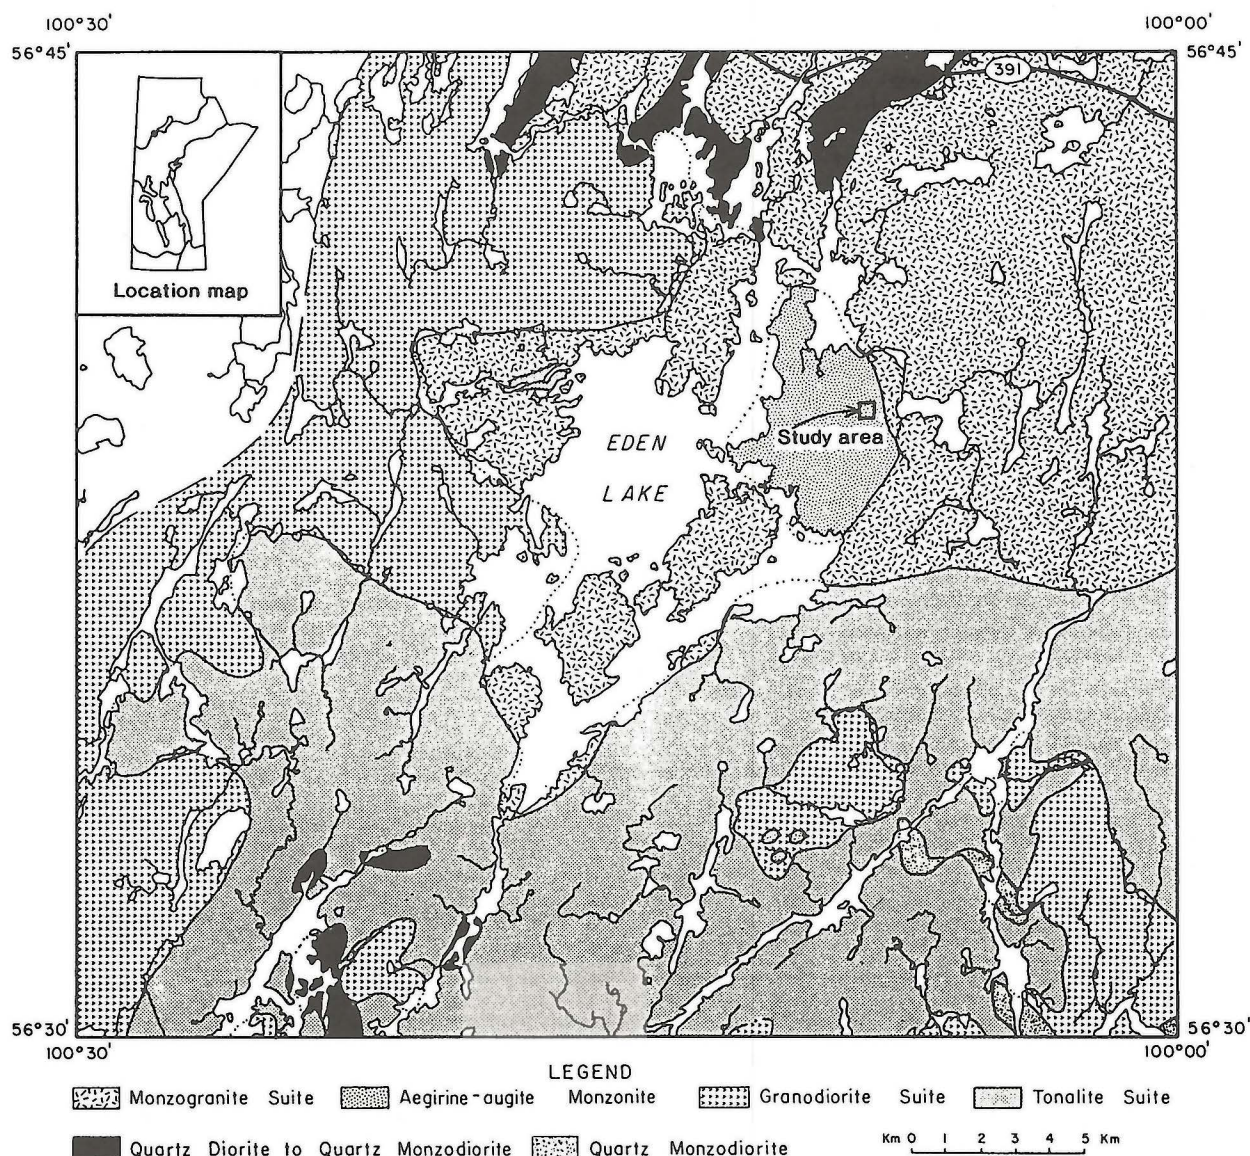 100°30' 100°00'
56°45' 56°45'
391
Location map
EDEN
LAKE
Study area
56°30' 56°30'
100°30' 100°00'
LEGEND
Monzogranite Suite Aegirine-augite Monzonite Granodiorite Suite Tonalite Suite
Quartz Diorite to Quartz Monzodiorite Quartz Monzodiorite Km 0 1 2 3 4 5 Km